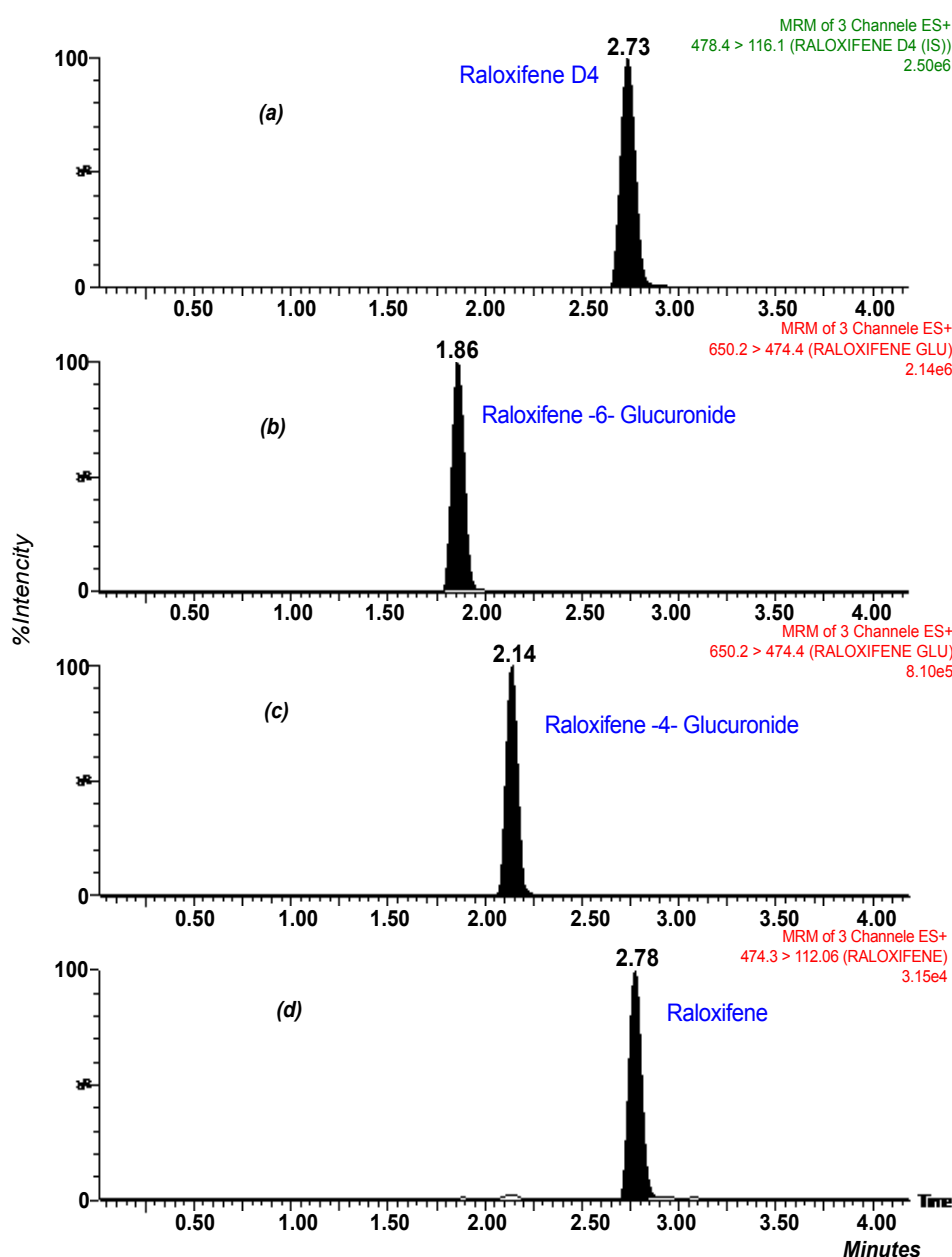 MRM of 3 Channele ES+
478.4 > 116.1 (RALOXIFENE D4 (IS))
2.50e6
2.73
Raloxifene D4
(a)
100
%
0
0.50 1.00 1.50 2.00 2.50 3.00 3.50 4.00
MRM of 3 Channele ES+
650.2 > 474.4 (RALOXIFENE GLU)
2.14e6
1.86
Raloxifene -6- Glucuronide
(b)
100
%
0
0.50 1.00 1.50 2.00 2.50 3.00 3.50 4.00
%Intencity
MRM of 3 Channele ES+
650.2 > 474.4 (RALOXIFENE GLU)
8.10e5
2.14
Raloxifene -4- Glucuronide
(c)
100
%
0
0.50 1.00 1.50 2.00 2.50 3.00 3.50 4.00
MRM of 3 Channele ES+
474.3 > 112.06 (RALOXIFENE)
3.15e4
2.78
Raloxifene
(d)
100
%
0
Time
0.50 1.00 1.50 2.00 2.50 3.00 3.50 4.00
Minutes